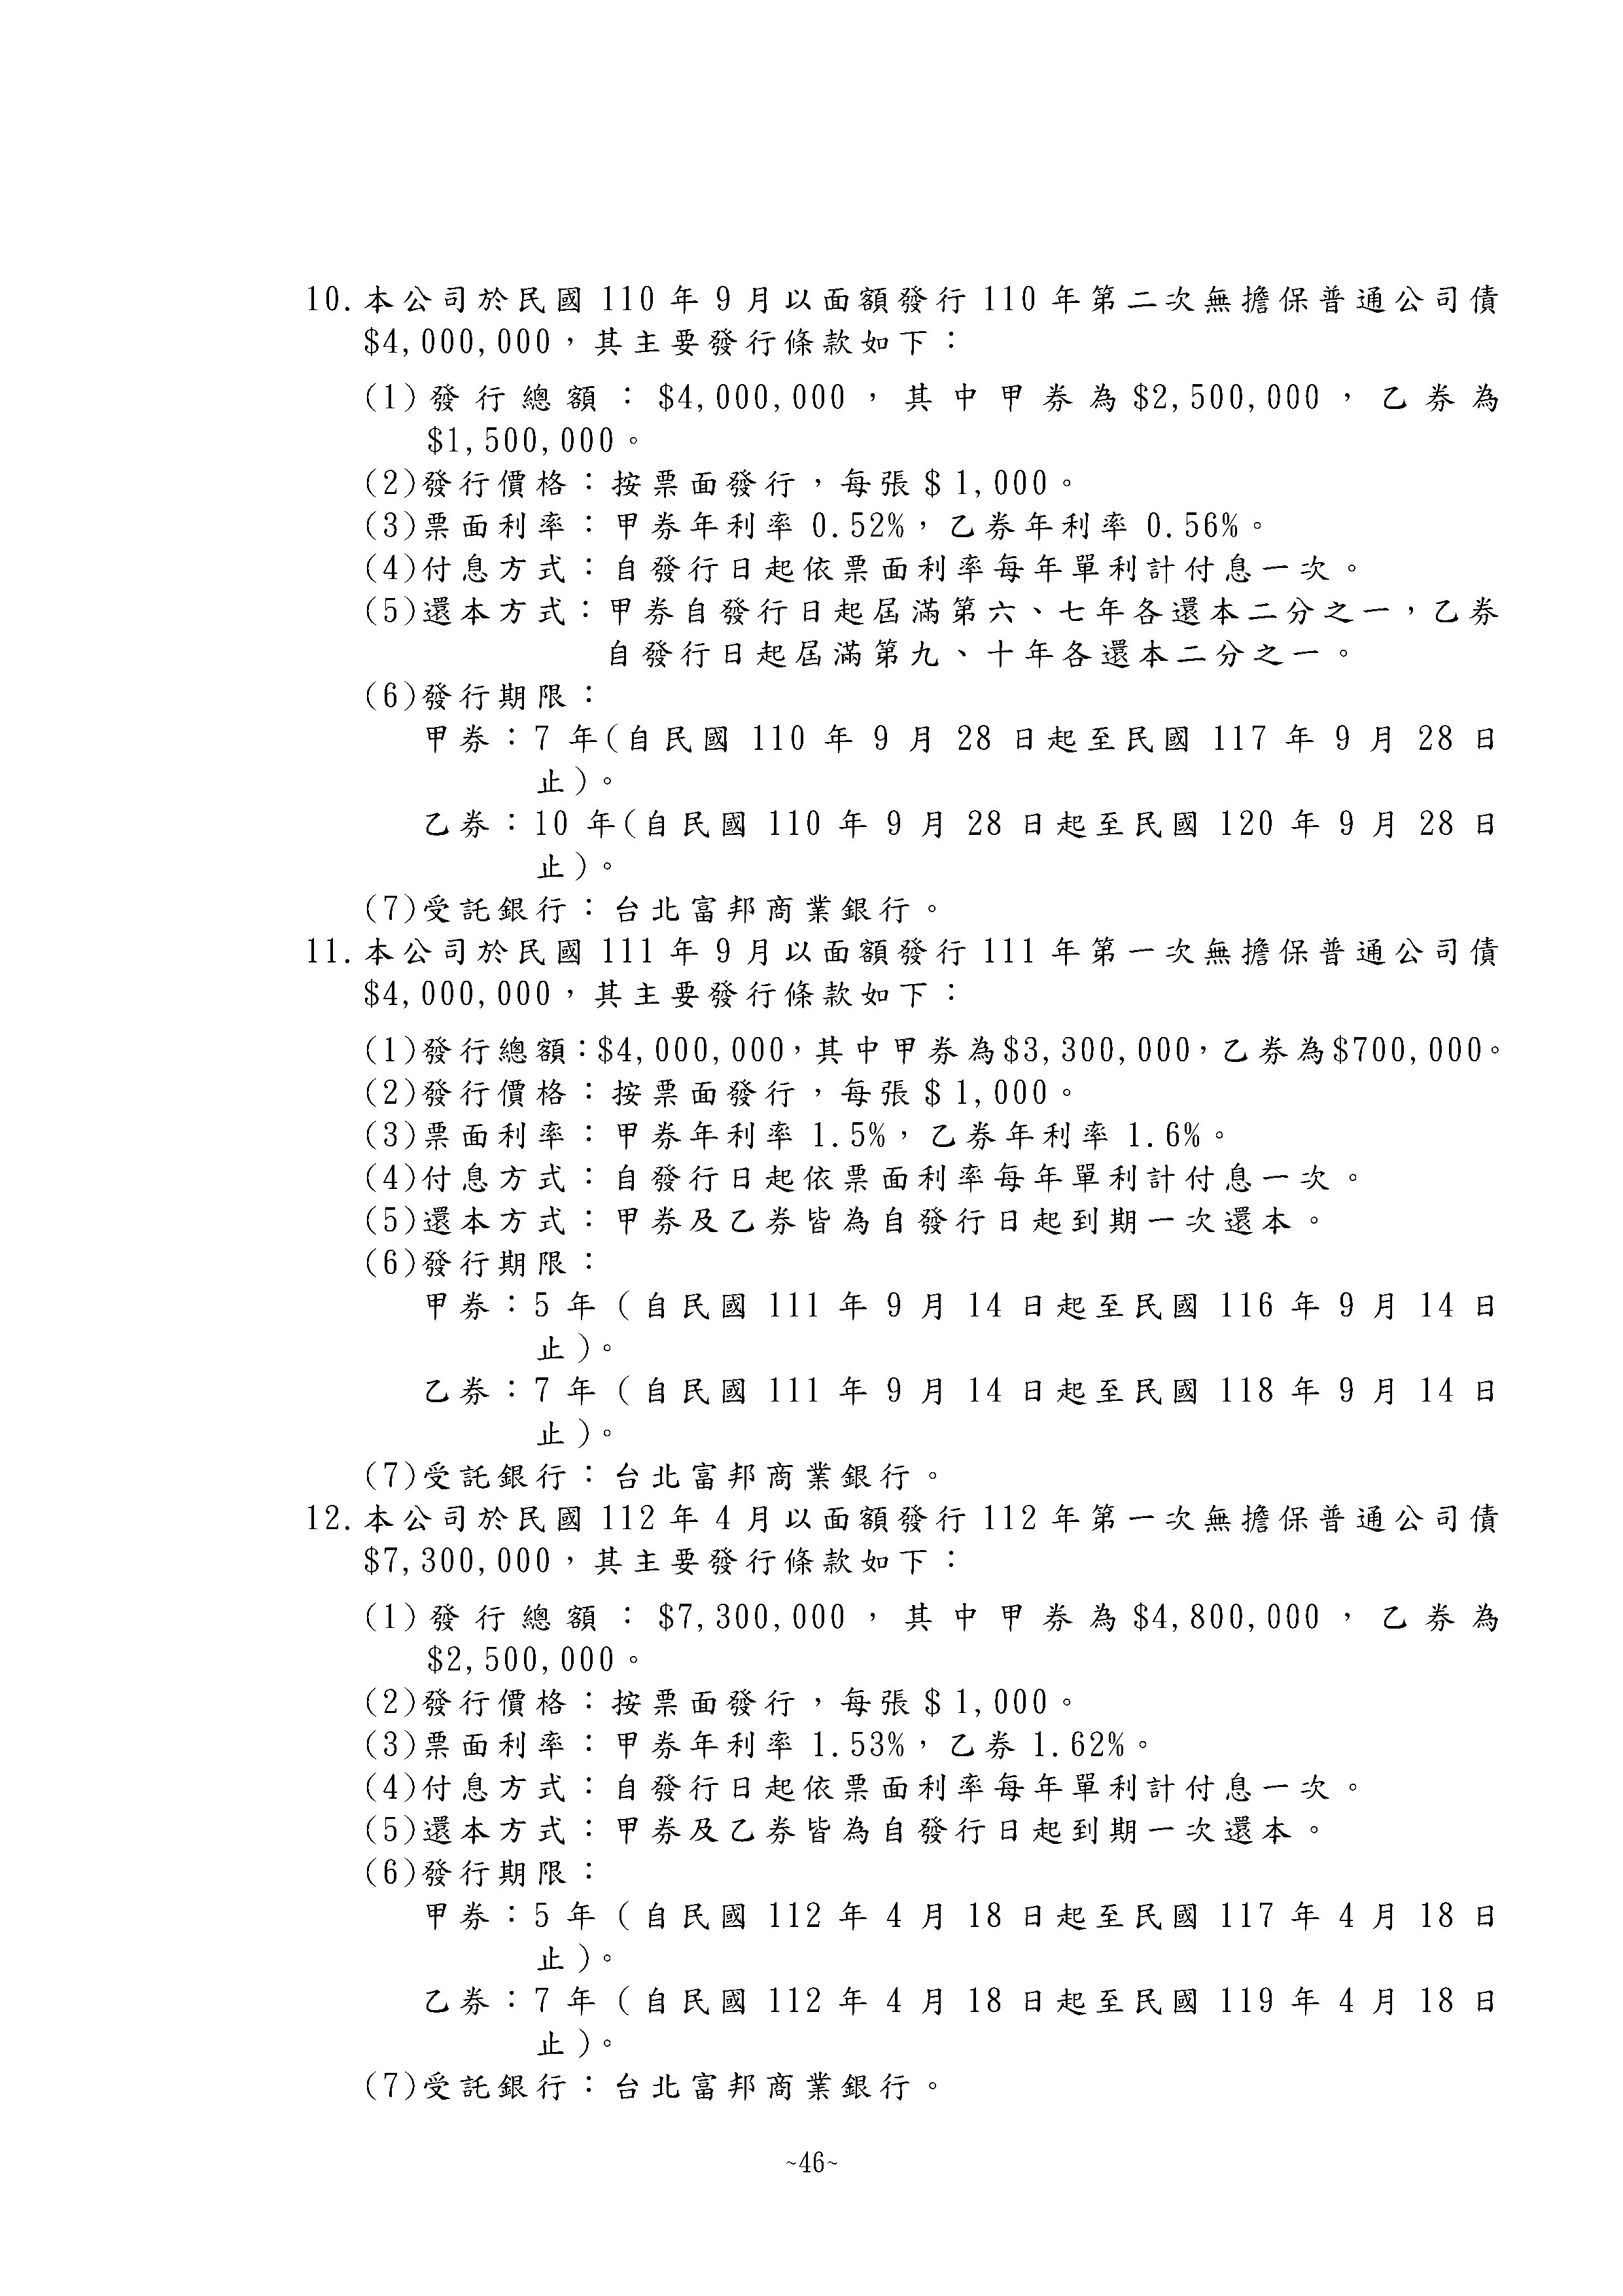 10.本公司於民國 110 年 9 月以面額發行 110 年第二次無擔保普通公司債
$4,000,000,其主要發行條款如下:
(1)發行總額:$4,000,000,其中甲券為$2,500,000,乙券為
$1,500,000。
(2)發行價格:按票面發行,每張$1,000。
(3)票面利率:甲券年利率 0.52%,乙券年利率 0.56%。
(4)付息方式:自發行日起依票面利率每年單利計付息一次。
(5)還本方式:甲券自發行日起屆滿第六、七年各還本二分之一,乙券
自發行日起屆滿第九、十年各還本二分之一。
(6)發行期限:
甲券:7 年(自民國 110 年 9 月 28 日起至民國 117 年 9 月 28 日
止)。
乙券:10 年(自民國 110 年 9 月 28 日起至民國 120 年 9 月 28 日
止)。
(7)受託銀行:台北富邦商業銀行。
11.本公司於民國 111 年 9 月以面額發行 111 年第一次無擔保普通公司債
$4,000,000,其主要發行條款如下:
(1)發行總額:$4,000,000,其中甲券為$3,300,000,乙券為$700,000。
(2)發行價格:按票面發行,每張$1,000。
(3)票面利率:甲券年利率 1.5%,乙券年利率 1.6%。
(4)付息方式:自發行日起依票面利率每年單利計付息一次。
(5)還本方式:甲券及乙券皆為自發行日起到期一次還本。
(6)發行期限:
甲券:5 年(自民國 111 年 9 月 14 日起至民國 116 年 9 月 14 日
止)。
乙券:7 年(自民國 111 年 9 月 14 日起至民國 118 年 9 月 14 日
止)。
(7)受託銀行:台北富邦商業銀行。
12.本公司於民國 112 年 4 月以面額發行 112 年第一次無擔保普通公司債
$7,300,000,其主要發行條款如下:
(1)發行總額:$7,300,000,其中甲券為$4,800,000,乙券為
$2,500,000。
(2)發行價格:按票面發行,每張$1,000。
(3)票面利率:甲券年利率 1.53%,乙券 1.62%。
(4)付息方式:自發行日起依票面利率每年單利計付息一次。
(5)還本方式:甲券及乙券皆為自發行日起到期一次還本。
(6)發行期限:
甲券:5 年(自民國 112 年 4 月 18 日起至民國 117 年 4 月 18 日
止)。
乙券:7 年(自民國 112 年 4 月 18 日起至民國 119 年 4 月 18 日
止)。
(7)受託銀行:台北富邦商業銀行。
~46~